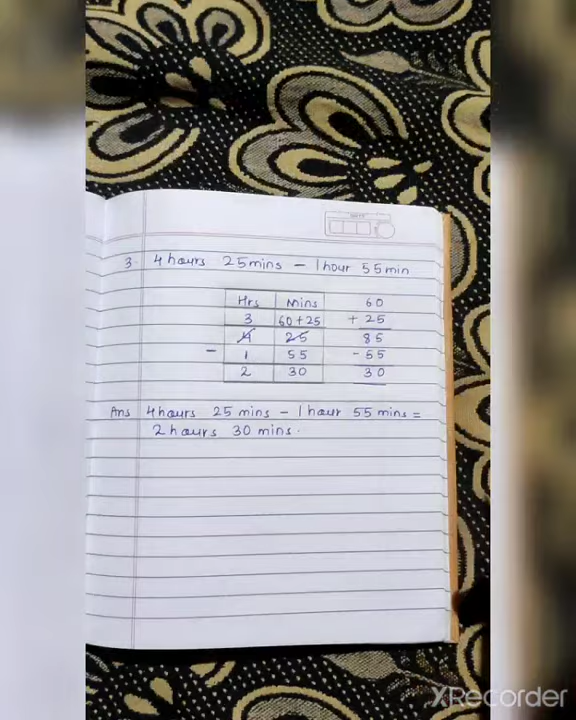 3. 4 hours 25 mins – 1 hour 55 min
Hrs Mins 60
3 60+25 + 25
4 25 85
– 1 55 - 55
2 30 30
Ans 4 hours 25 mins – 1 hour 55 mins =
2 hours 30 mins.
XRecorder